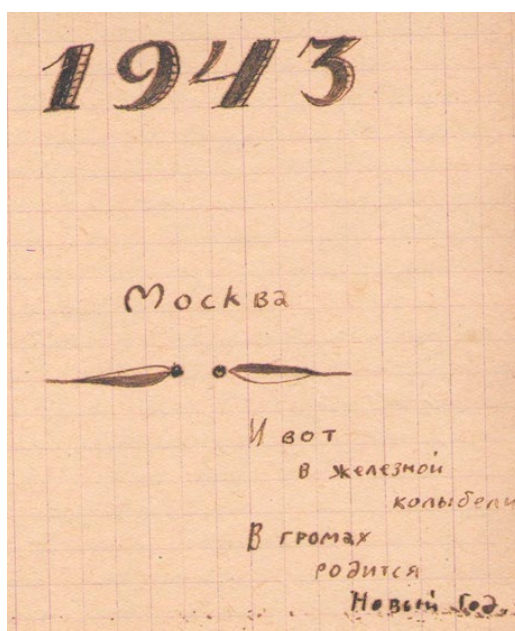 1943
Москва
И вот
в железной
колыбели
В громах
родится
Новый Год.